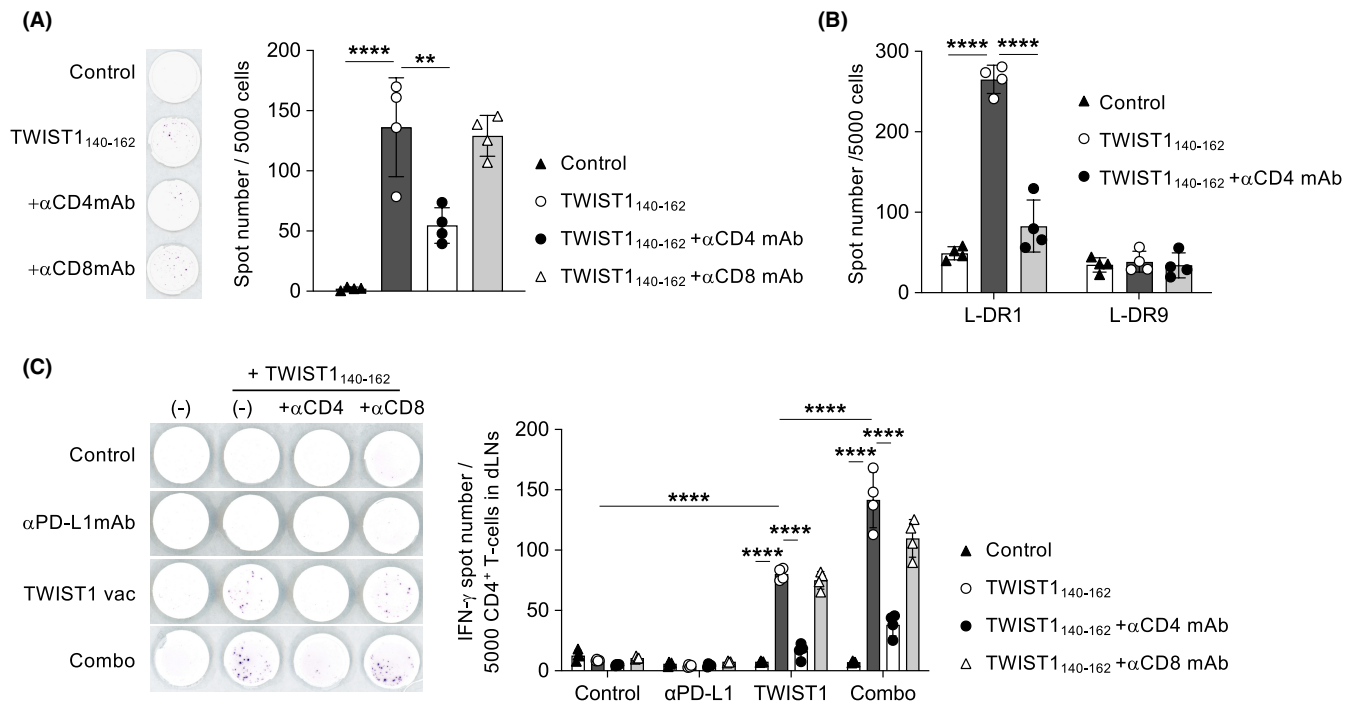 (A)
Control
TWIST1₁₄₀₋₁₆₂
+αCD4mAb
+αCD8mAb
Spot number / 5000 cells
200
150
100
50
0
****
**
Control
TWIST1₁₄₀₋₁₆₂
TWIST1₁₄₀₋₁₆₂ +αCD4 mAb
TWIST1₁₄₀₋₁₆₂ +αCD8 mAb
(B)
Spot number /5000 cells
300
200
100
0
**** ****
L-DR1 L-DR9
Control
TWIST1₁₄₀₋₁₆₂
TWIST1₁₄₀₋₁₆₂ +αCD4 mAb
(C)
+ TWIST1₁₄₀₋₁₆₂
(-) (-) +αCD4 +αCD8
Control
αPD-L1mAb
TWIST1 vac
Combo
IFN-γ spot number /
5000 CD4⁺ T-cells in dLNs
200
150
100
50
0
****
****
****
****
****
****
Control αPD-L1 TWIST1 Combo
Control
TWIST1₁₄₀₋₁₆₂
TWIST1₁₄₀₋₁₆₂ +αCD4 mAb
TWIST1₁₄₀₋₁₆₂ +αCD8 mAb